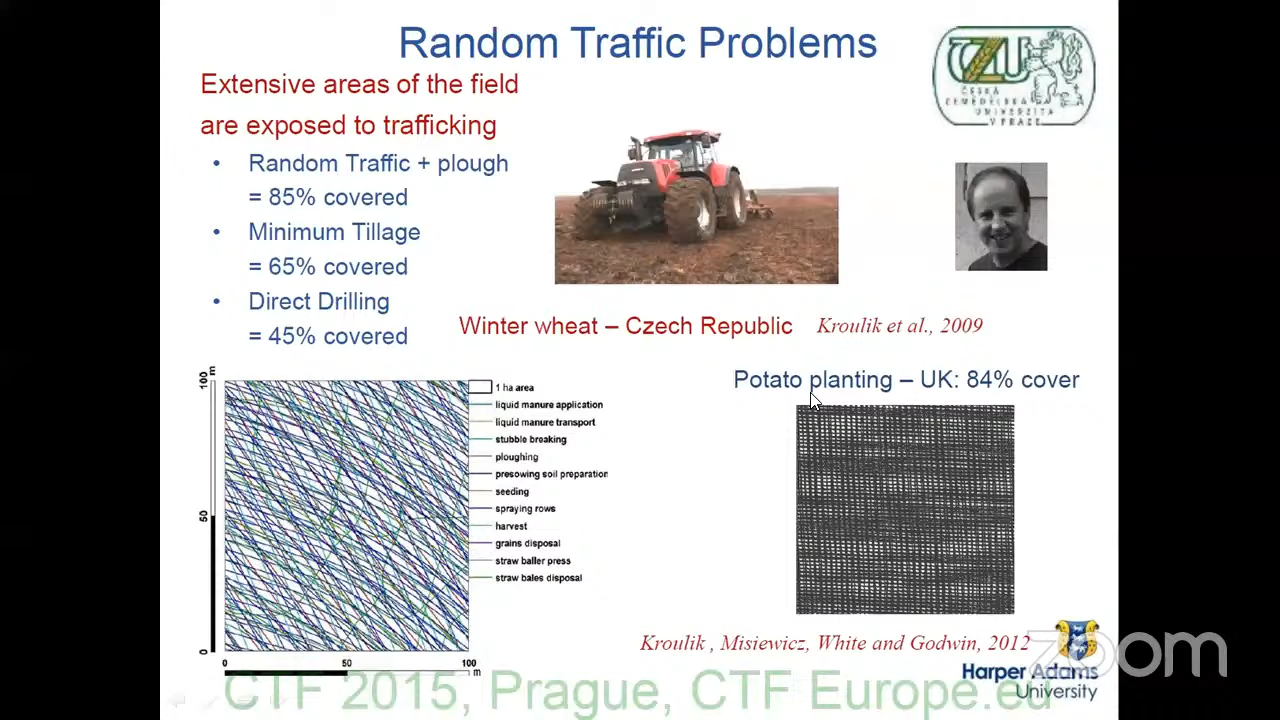 Random Traffic Problems
ČESKÁ
ZEMĚDĚLSKÁ
UNIVERZITA
V PRAZE
Extensive areas of the field
are exposed to trafficking
• Random Traffic + plough
= 85% covered
• Minimum Tillage
= 65% covered
• Direct Drilling
= 45% covered
Winter wheat – Czech Republic Kroulik et al., 2009
Potato planting – UK: 84% cover
100 m
50
0
0 50 100 m
1 ha area
liquid manure application
liquid manure transport
stubble breaking
ploughing
presowing soil preparation
seeding
spraying rows
harvest
grains disposal
straw baller press
straw bales disposal
Kroulik , Misiewicz, White and Godwin, 2012
zoom
Harper Adams
University
CTF 2015, Prague, CTF Europe.eu